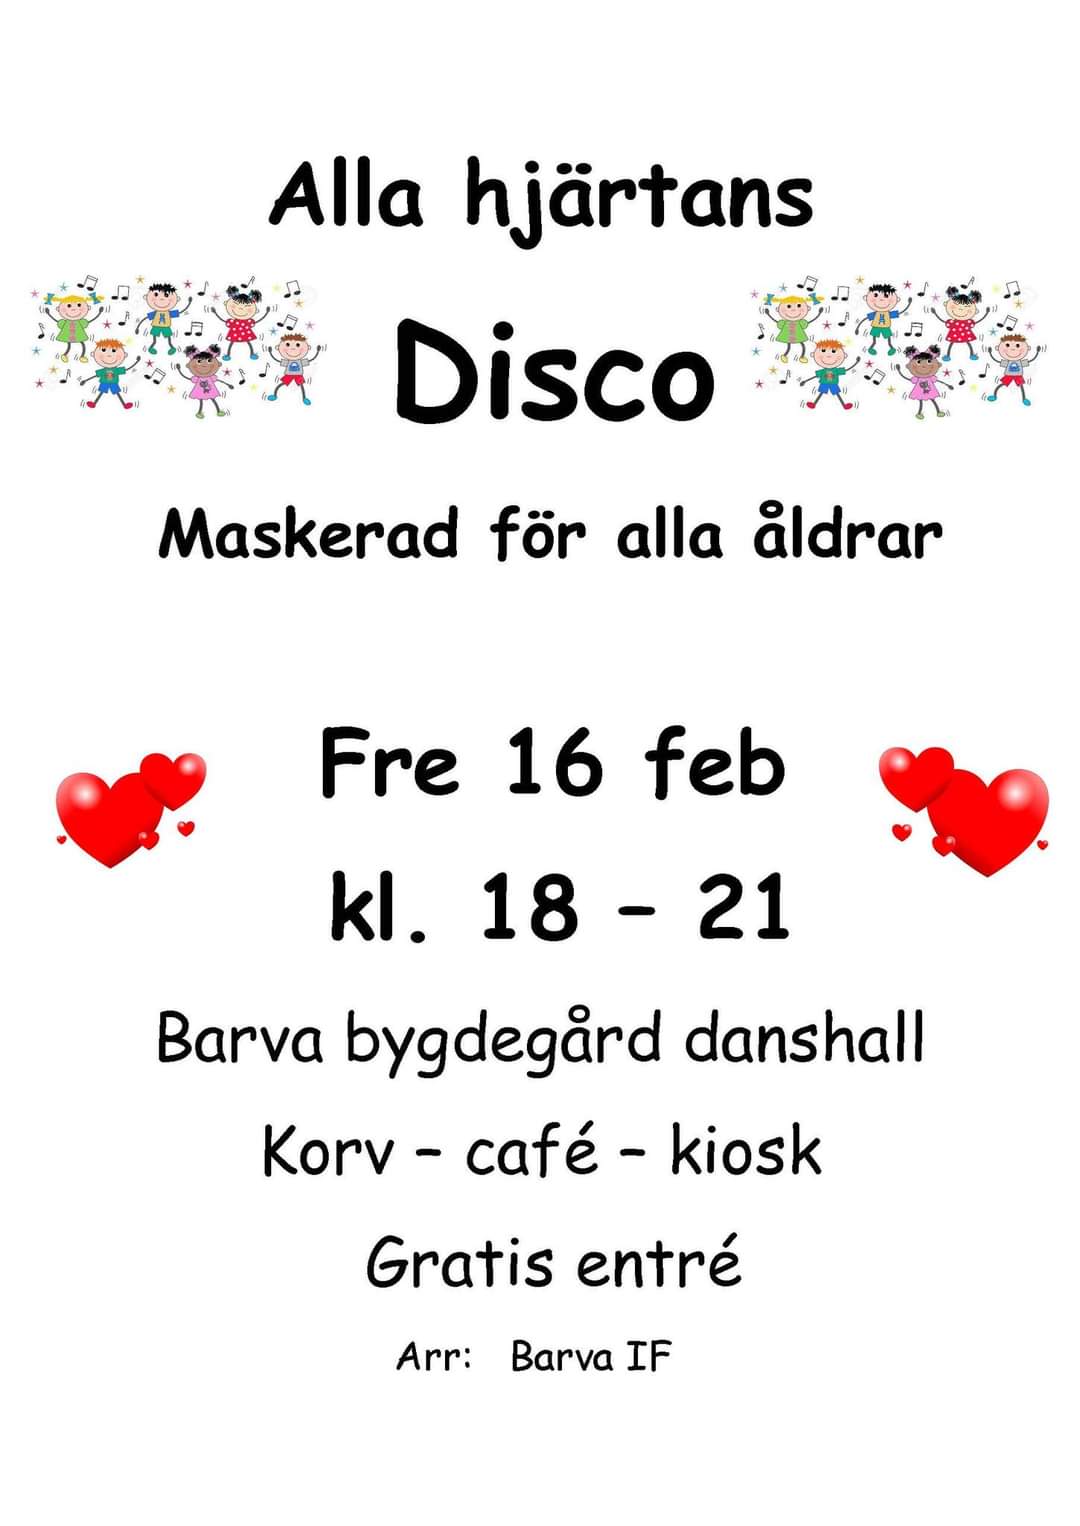 Alla hjärtans
Disco
Maskerad för alla åldrar
Fre 16 feb
kl. 18 - 21
Barva bygdegård danshall
Korv - café - kiosk
Gratis entré
Arr: Barva IF